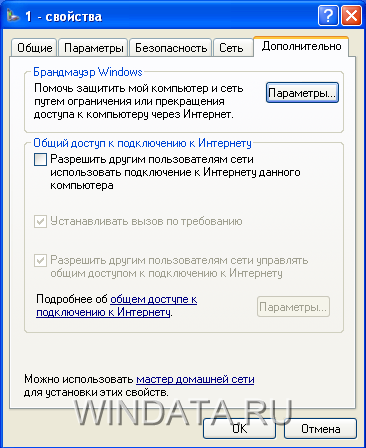 1 - свойства
Общие
Параметры
Безопасность
Сеть
Дополнительно
Брандмауэр Windows
Помочь защитить мой компьютер и сеть
путем ограничения или прекращения
доступа к компьютеру через Интернет.
Параметры...
Общий доступ к подключению к Интернету
Разрешить другим пользователям сети
использовать подключение к Интернету данного
компьютера
Устанавливать вызов по требованию
Разрешить другим пользователям сети управлять
общим доступом к подключению к Интернету
Подробнее об общем доступе к
подключению к Интернету.
Параметры...
Можно использовать мастер домашней сети
для установки этих свойств.
WINDATA.RU
OK
Отмена